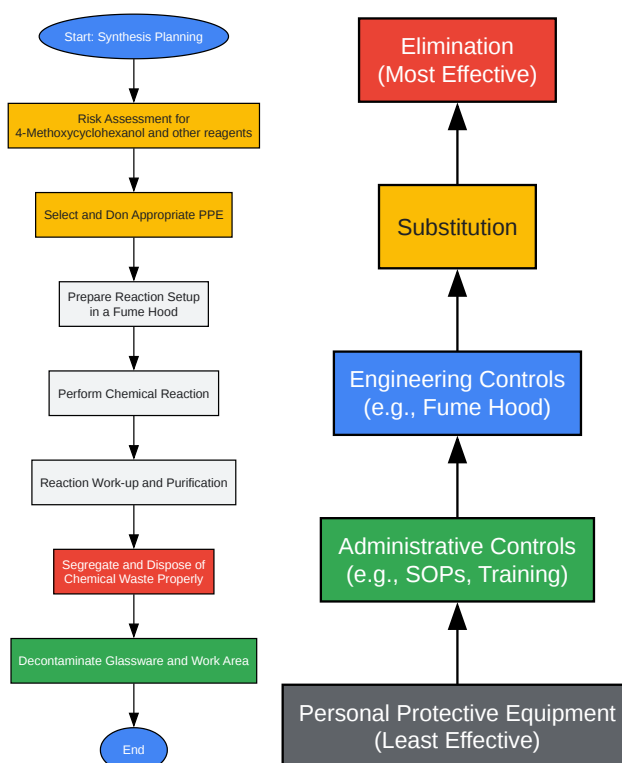 Start: Synthesis Planning
Risk Assessment for
4-Methoxycyclohexanol and other reagents
Select and Don Appropriate PPE
Prepare Reaction Setup
in a Fume Hood
Perform Chemical Reaction
Reaction Work-up and Purification
Segregate and Dispose of
Chemical Waste Properly
Decontaminate Glassware and Work Area
End
Elimination
(Most Effective)
Substitution
Engineering Controls
(e.g., Fume Hood)
Administrative Controls
(e.g., SOPs, Training)
Personal Protective Equipment
(Least Effective)